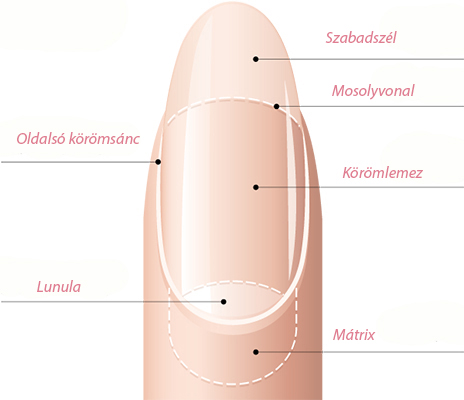 Szabadszél
Mosolyvonal
Oldalsó körömsánc
Körömlemez
Lunula
Mátrix